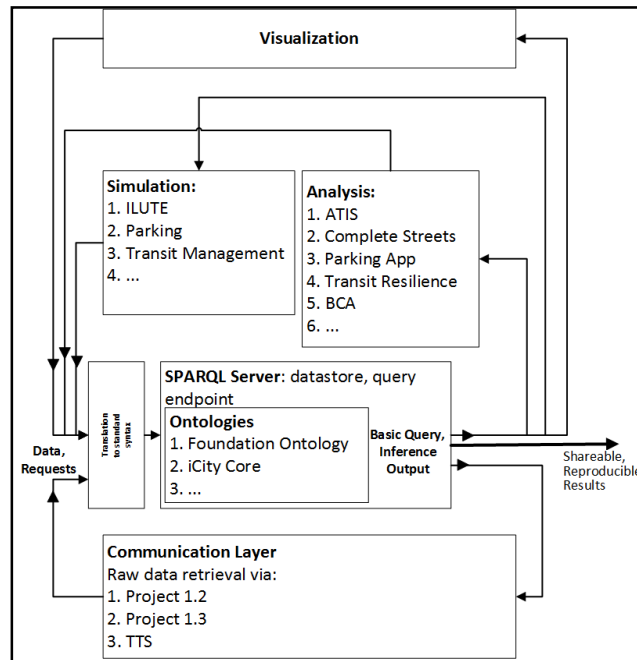 Visualization
Simulation:
1. ILUTE
2. Parking
3. Transit Management
4. ...
Analysis:
1. ATIS
2. Complete Streets
3. Parking App
4. Transit Resilience
5. BCA
6. ...
Data,
Requests
Translation
to standard
syntax
SPARQL Server: datastore, query
endpoint
Ontologies
1. Foundation Ontology
2. iCity Core
3. ...
Basic Query,
Inference
Output
Shareable,
Reproducible
Results
Communication Layer
Raw data retrieval via:
1. Project 1.2
2. Project 1.3
3. TTS